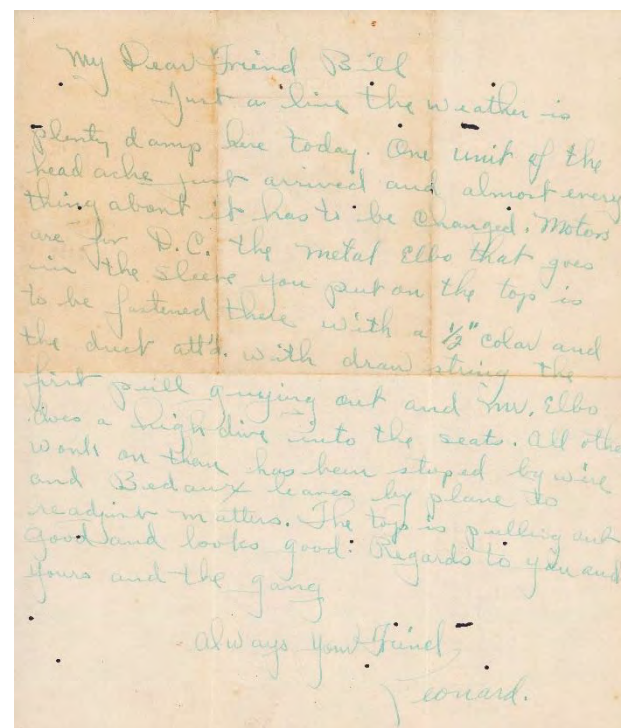 My Dear Friend Bill
Just a line the weather is
plenty damp here today. One unit of the
head ache just arrived and almost every
thing about it has to be changed. Motors
are for D.C. the metal Elbo that goes
in the sleeve you put on the top is
to be fastened there with a 1/2" colar and
the duct att'd. with draw string the
first pull guying out and Mr. Elbo
does a high dive into the seats. All other
work on them has been stoped by wire
and Bedaux leaves by plane to
readjust matters. The top is pulling out
good and looks good. Regards to you and
yours and the gang
Always your Friend
Leonard.